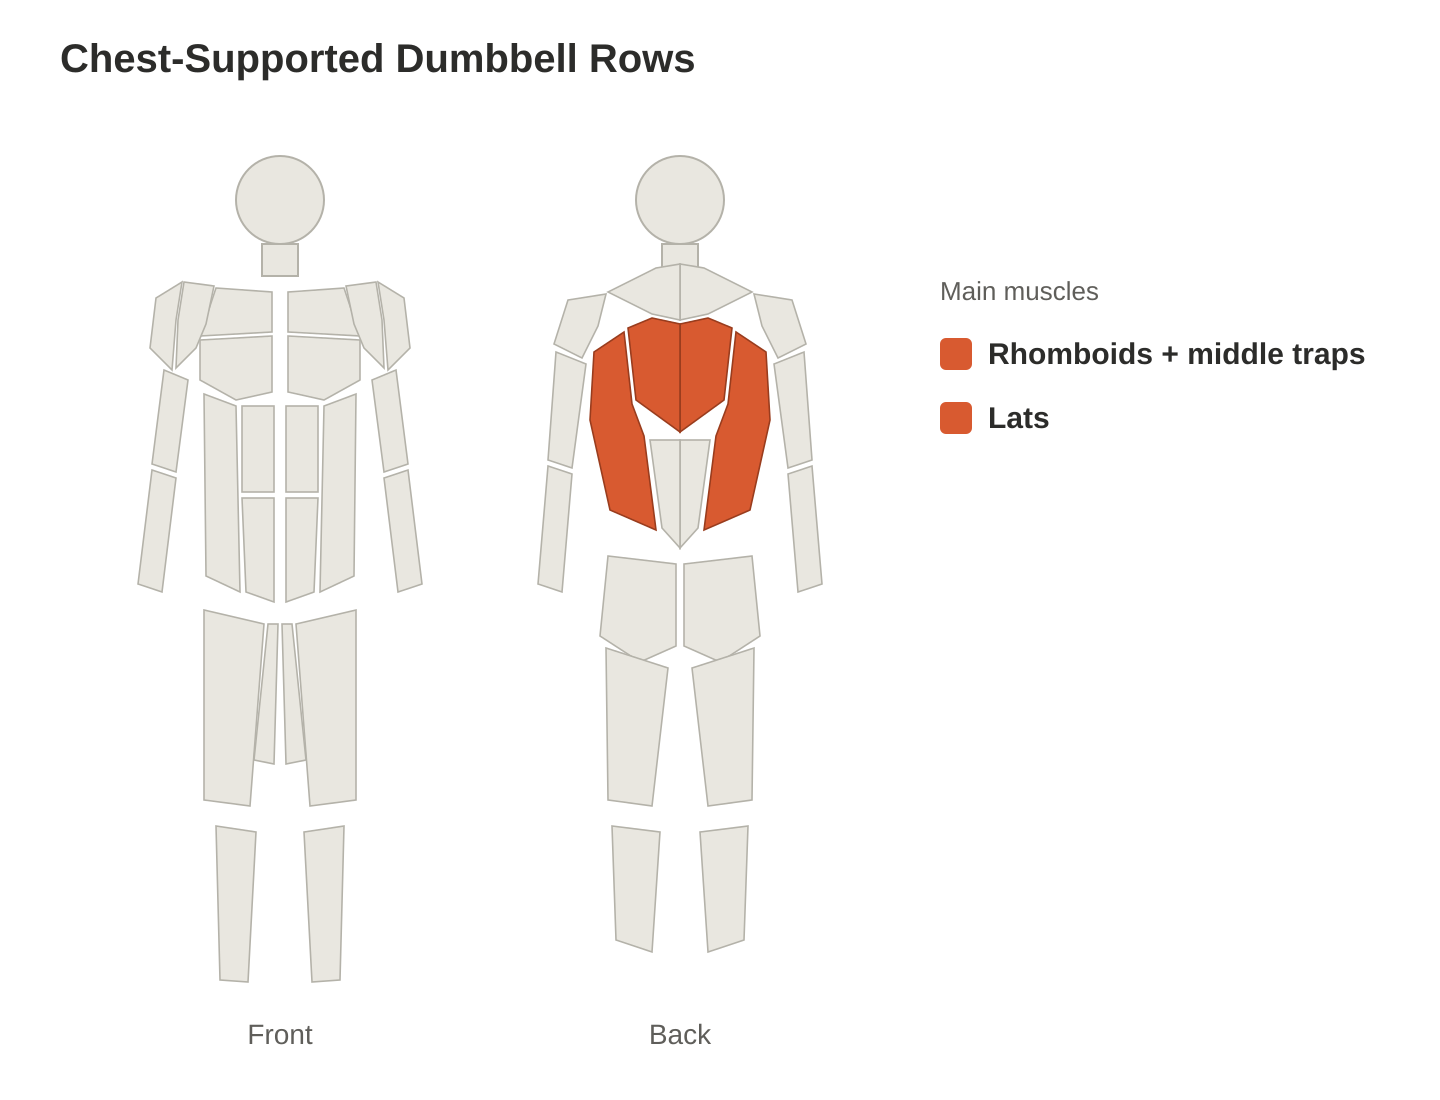 Chest-Supported Dumbbell Rows
Main muscles
Rhomboids + middle traps
Lats
Front
Back